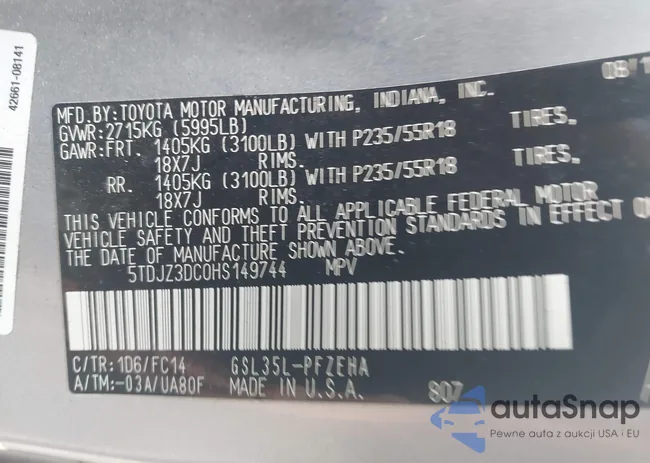 42661-08141
08/1
MFD.BY:TOYOTA MOTOR MANUFACTURING, INDIANA, INC.
GVWR:2715KG (5995LB)
GAWR:FRT. 1405KG (3100LB) WITH P235/55R18 TIRES,
18X7J RIMS.
RR. 1405KG (3100LB) WITH P235/55R18 TIRES,
18X7J RIMS.
THIS VEHICLE CONFORMS TO ALL APPLICABLE FEDERAL MOTOR
VEHICLE SAFETY AND THEFT PREVENTION STANDARDS IN EFFECT O
THE DATE OF MANUFACTURE SHOWN ABOVE.
5TDJZ3DC0HS149744 MPV
C/TR:1D6/FC14 GSL35L-PFZEHA
A/TM:-03A/UA80F MADE IN U.S.A. 807
autaSnap
Pewne auta z aukcji USA i EU